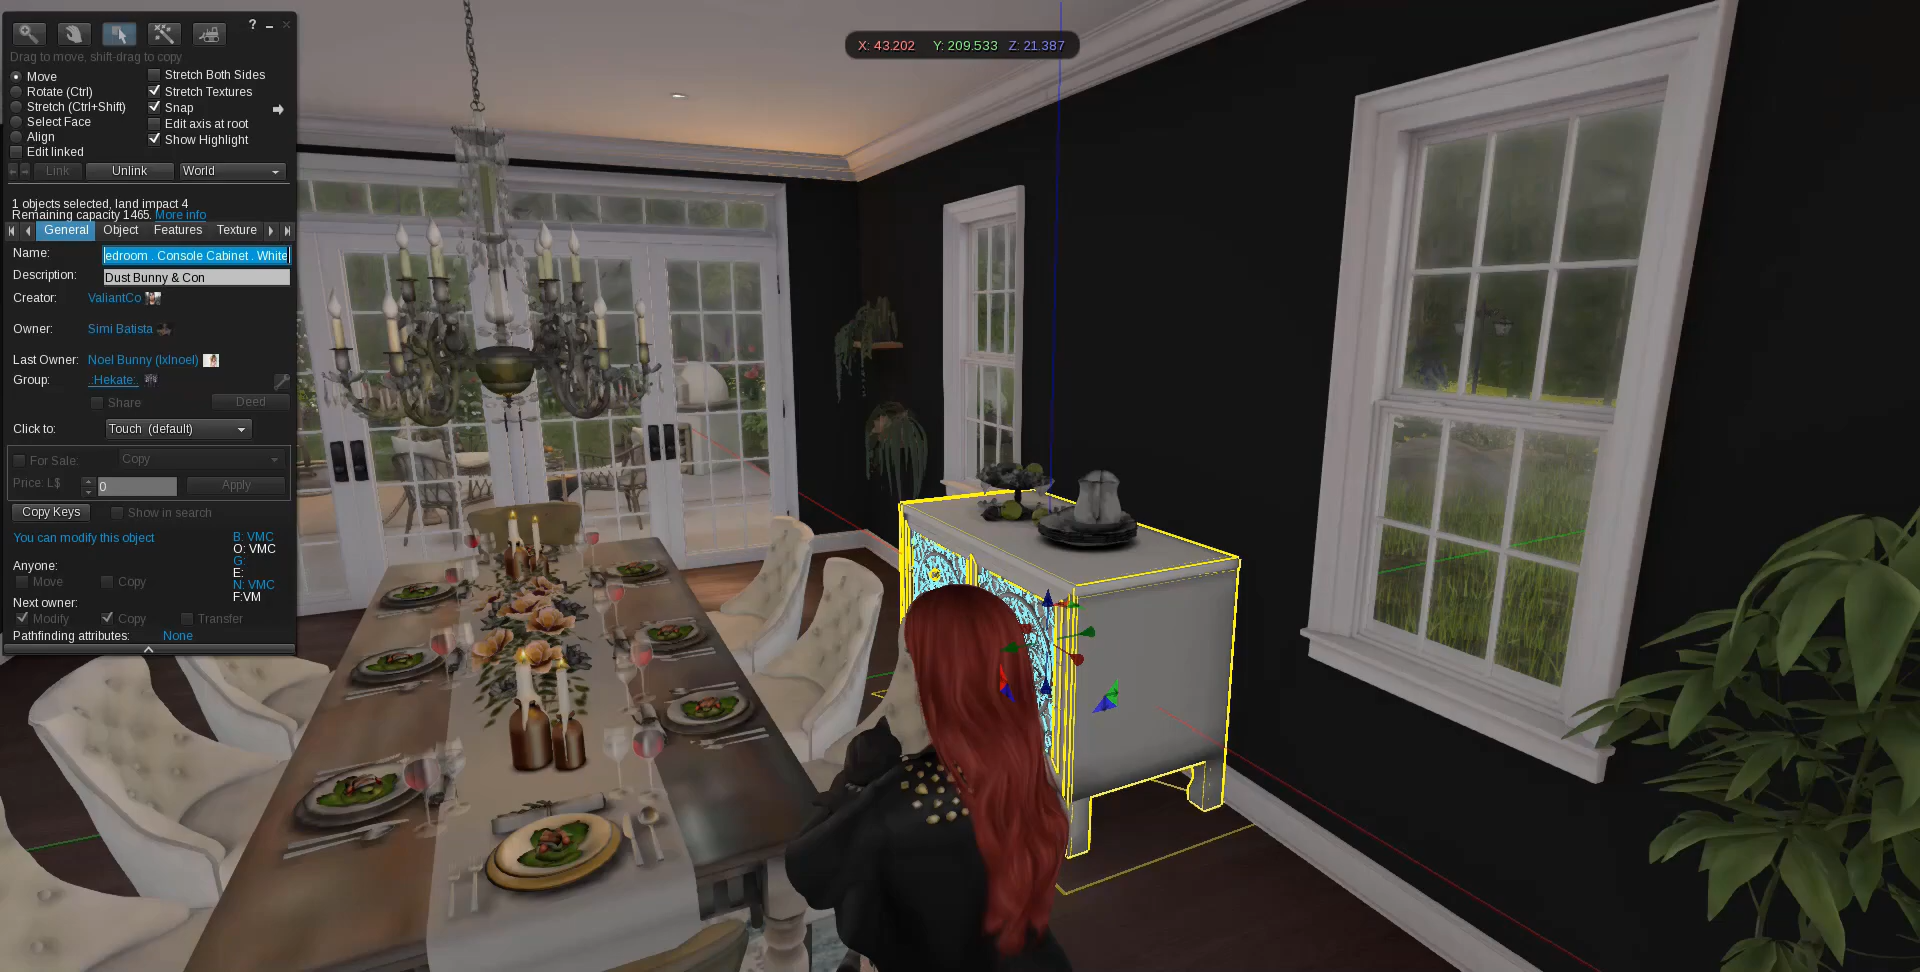 X: 43.202 Y: 209.533 Z: 21.387
?
Drag to move, shift-drag to copy
Move
Rotate (Ctrl)
Stretch (Ctrl+Shift)
Select Face
Align
Edit linked
Stretch Both Sides
Stretch Textures
Snap
Edit axis at root
Show Highlight
Link Unlink World
1 objects selected, land impact 4
Remaining capacity 1465. More info
General Object Features Texture
Name: edroom . Console Cabinet . White
Description: Dust Bunny & Con
Creator: ValiantCo
Owner: Simi Batista
Last Owner: Noel Bunny (lxlnoel)
Group: .:Hekate:.
Share Deed
Click to: Touch (default)
For Sale: Copy
Price: L$ 0 Apply
Copy Keys Show in search
You can modify this object
B: VMC
O: VMC
G:
E:
N: VMC
F:VM
Anyone:
Move Copy
Next owner:
Modify Copy Transfer
Pathfinding attributes: None